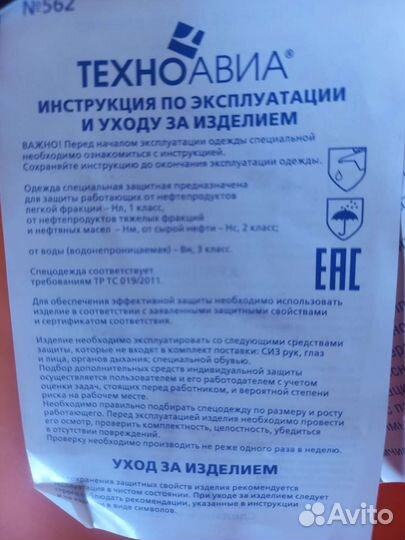 №562
ТЕХНОАВИА®
ИНСТРУКЦИЯ ПО ЭКСПЛУАТАЦИИ
И УХОДУ ЗА ИЗДЕЛИЕМ
ВАЖНО! Перед началом эксплуатации одежды специальной
необходимо ознакомиться с инструкцией.
Сохраняйте инструкцию до окончания эксплуатации одежды.
Одежда специальная защитная предназначена
для защиты работающих от нефтепродуктов
легкой фракции – Нл, 1 класс,
от нефтепродуктов тяжелых фракций
и нефтяных масел – Нм, от сырой нефти – Нс, 2 класс;
от воды (водонепроницаемая) – Вн, 3 класс.
EAC
Спецодежда соответствует
требованиям ТР ТС 019/2011.
Для обеспечения эффективной защиты необходимо использовать
изделие в соответствии с заявленными защитными свойствами
и сертификатом соответствия.
Изделие необходимо эксплуатировать со следующими средствами
защиты, которые не входят в комплект поставки: СИЗ рук, глаз
и лица, органов дыхания; специальной обувью.
Подбор дополнительных средств индивидуальной защиты
осуществляется пользователем и его работодателем с учетом
оценки задач, стоящих перед работником, и вероятной степени
риска на рабочем месте.
Необходимо правильно подбирать спецодежду по размеру и росту
работающего. Перед эксплуатацией изделия необходимо провести
его осмотр, проверить комплектность, целостность, убедиться
в отсутствии повреждений.
Проверку необходимо производить не реже одного раза в неделю.
УХОД ЗА ИЗДЕЛИЕМ
сохранения защитных свойств изделия рекомендуется
эксплуатация в чистом состоянии. При уходе за изделием следует
соблюдать рекомендации, указанные в инструкции
в виде символов.
Avito